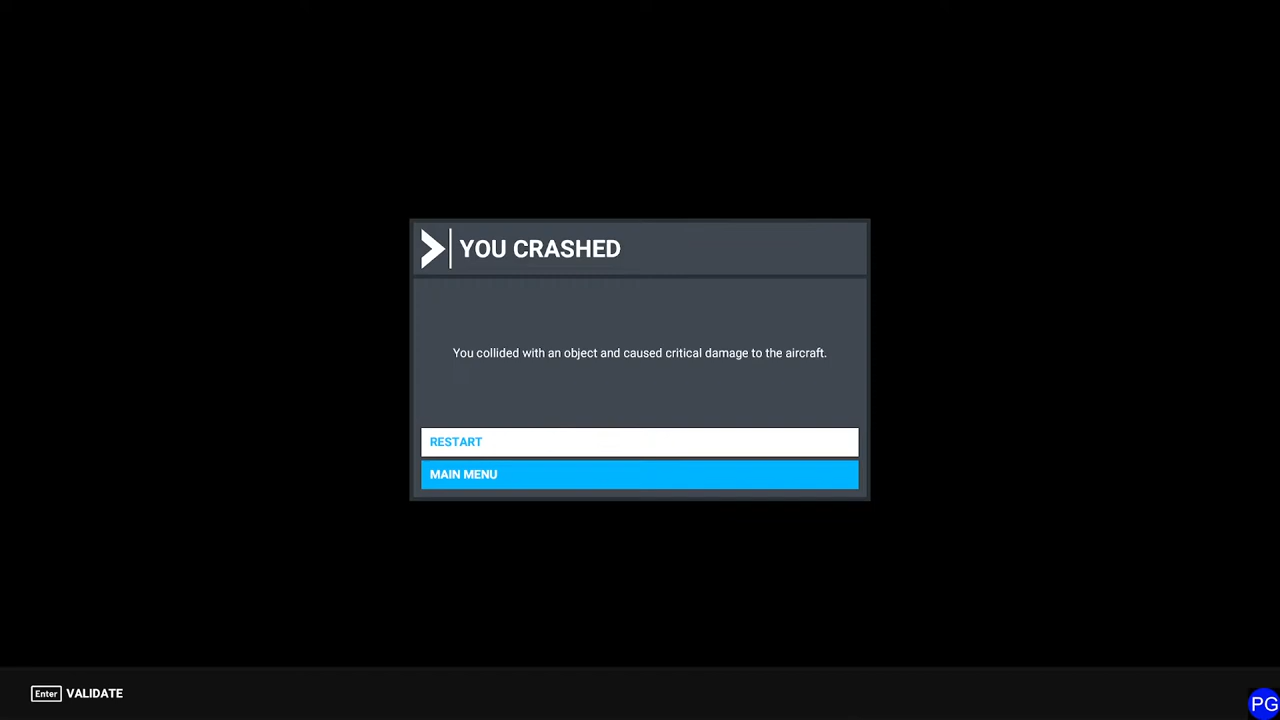 YOU CRASHED
You collided with an object and caused critical damage to the aircraft.
RESTART
MAIN MENU
Enter VALIDATE
PG